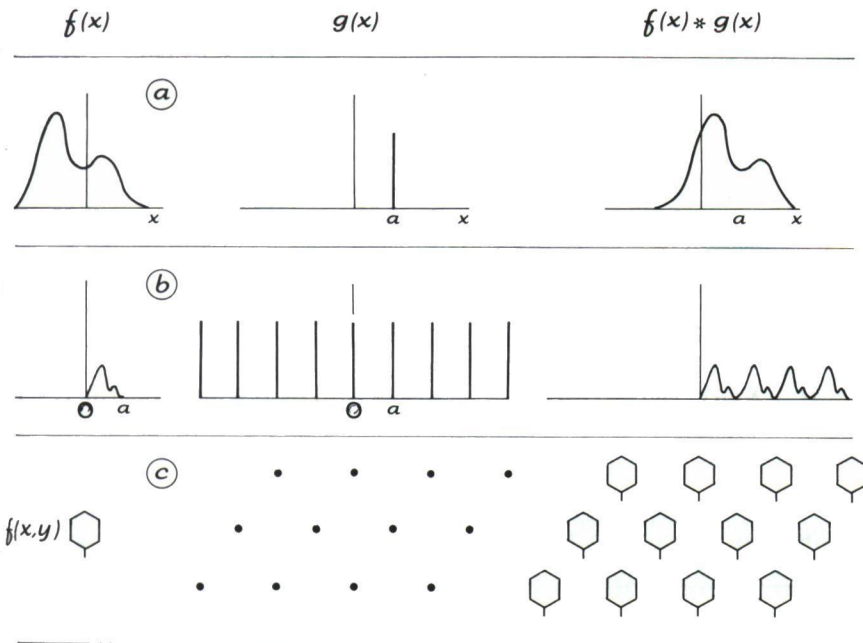 f(x) g(x) f(x) * g(x)
a
x a x a x
b
0 a 0 a
c
f(x,y)